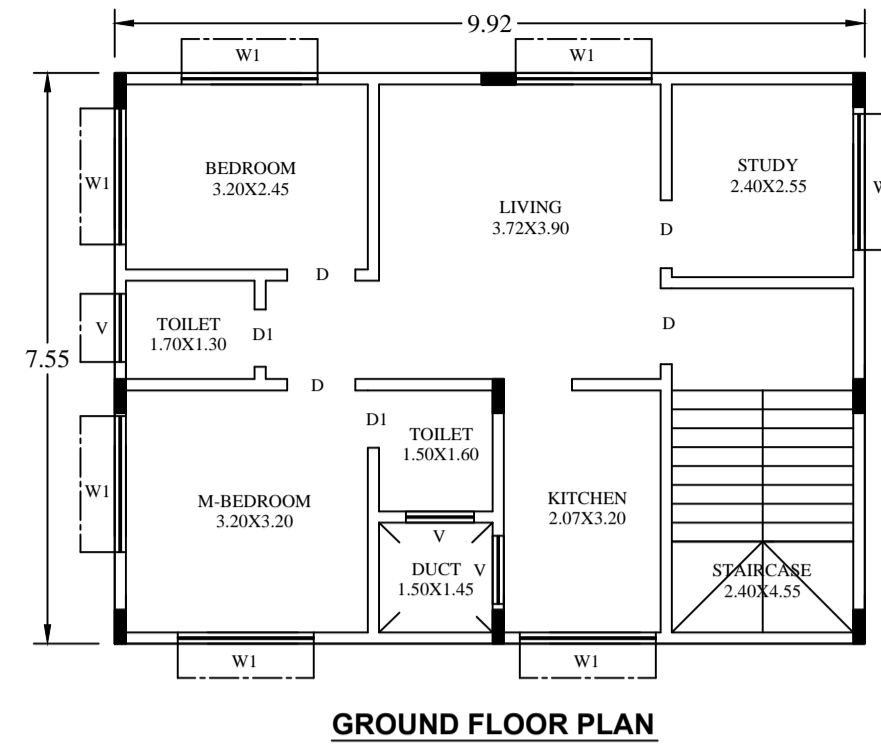 9.92
W1
W1
BEDROOM
3.20X2.45
STUDY
2.40X2.55
W1
W
LIVING
3.72X3.90
D
D
TOILET
1.70X1.30
V
D1
D
7.55
D
D1
TOILET
1.50X1.60
W1
M-BEDROOM
3.20X3.20
KITCHEN
2.07X3.20
V
DUCT
1.50X1.45
V
STAIRCASE
2.40X4.55
W1
W1
GROUND FLOOR PLAN